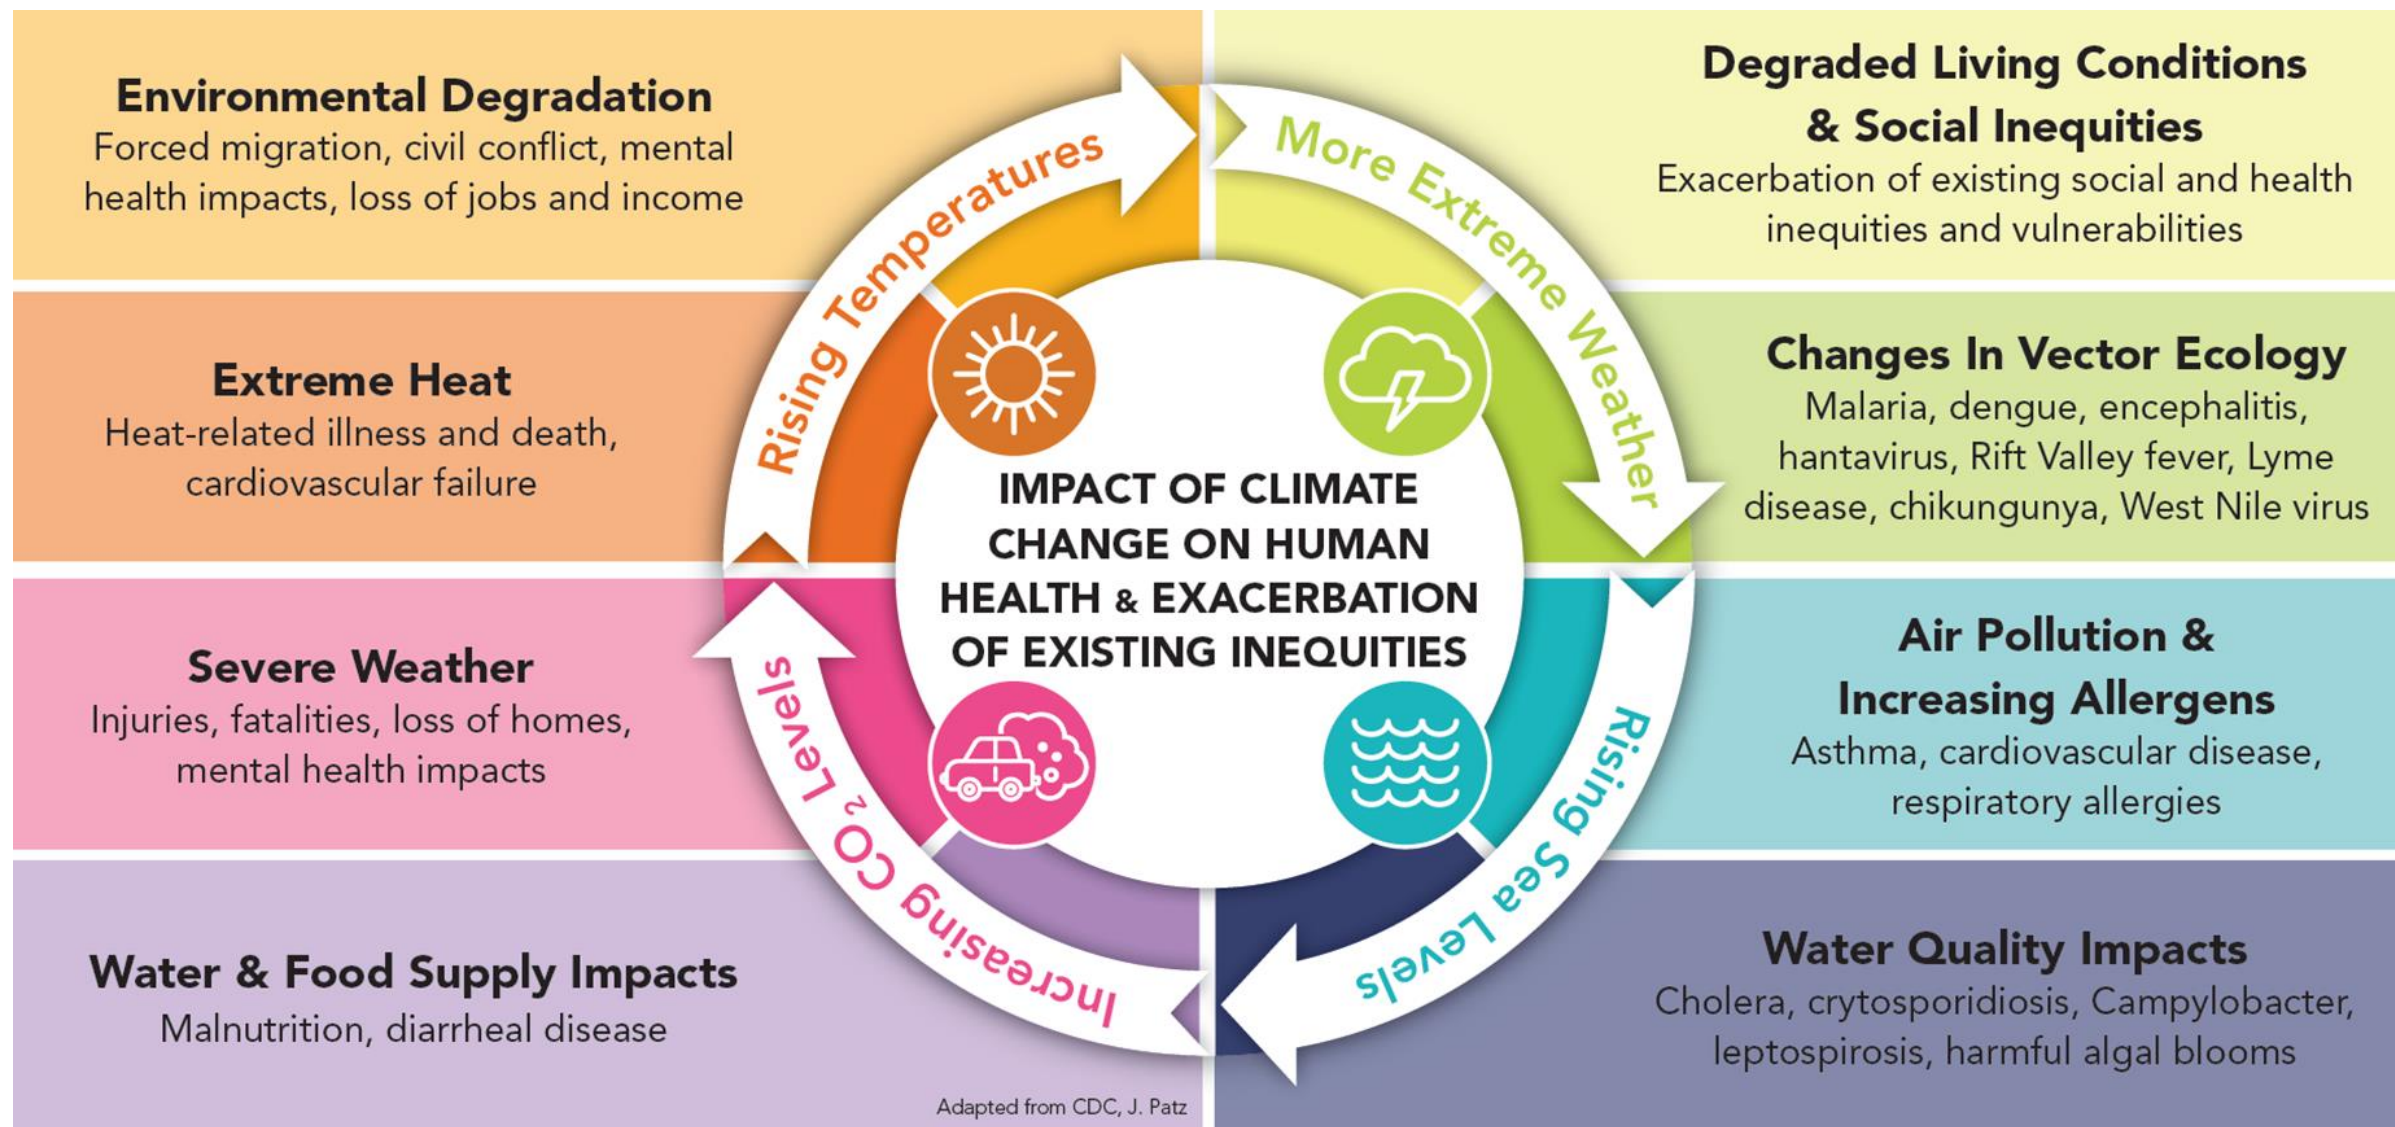 Environmental Degradation
Forced migration, civil conflict, mental
health impacts, loss of jobs and income
Extreme Heat
Heat-related illness and death,
cardiovascular failure
Severe Weather
Injuries, fatalities, loss of homes,
mental health impacts
Water & Food Supply Impacts
Malnutrition, diarrheal disease
Adapted from CDC, J. Patz
Rising Temperatures
More Extreme Weather
Rising Sea Levels
Increasing CO₂ Levels
IMPACT OF CLIMATE
CHANGE ON HUMAN
HEALTH & EXACERBATION
OF EXISTING INEQUITIES
Degraded Living Conditions
& Social Inequities
Exacerbation of existing social and health
inequities and vulnerabilities
Changes In Vector Ecology
Malaria, dengue, encephalitis,
hantavirus, Rift Valley fever, Lyme
disease, chikungunya, West Nile virus
Air Pollution &
Increasing Allergens
Asthma, cardiovascular disease,
respiratory allergies
Water Quality Impacts
Cholera, crytosporidiosis, Campylobacter,
leptospirosis, harmful algal blooms